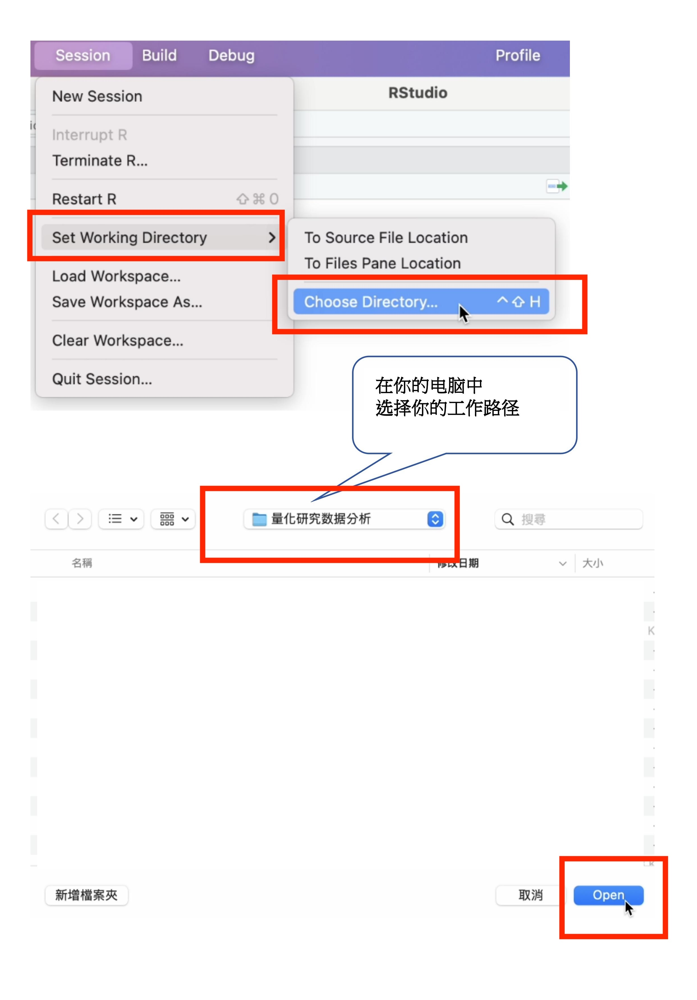 Session Build Debug Profile
RStudio
New Session
Interrupt R
Terminate R...
Restart R ⇧⌘0
Set Working Directory
To Source File Location
To Files Pane Location
Load Workspace...
Save Workspace As...
Choose Directory... ^⇧H
Clear Workspace...
Quit Session...
在你的电脑中
选择你的工作路径
量化研究数据分析
搜尋
名稱 修改日期 大小
新增檔案夾 取消 Open